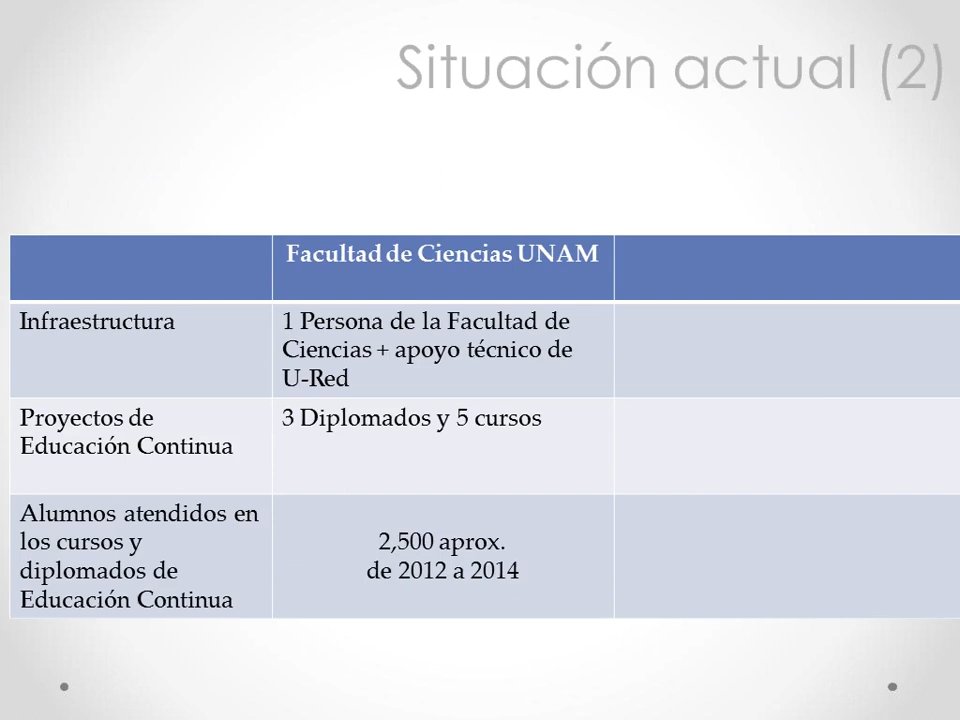 Situación actual (2)
Facultad de Ciencias UNAM
Infraestructura
1 Persona de la Facultad de
Ciencias + apoyo técnico de
U-Red
Proyectos de
Educación Continua
3 Diplomados y 5 cursos
Alumnos atendidos en
los cursos y
diplomados de
Educación Continua
2,500 aprox.
de 2012 a 2014